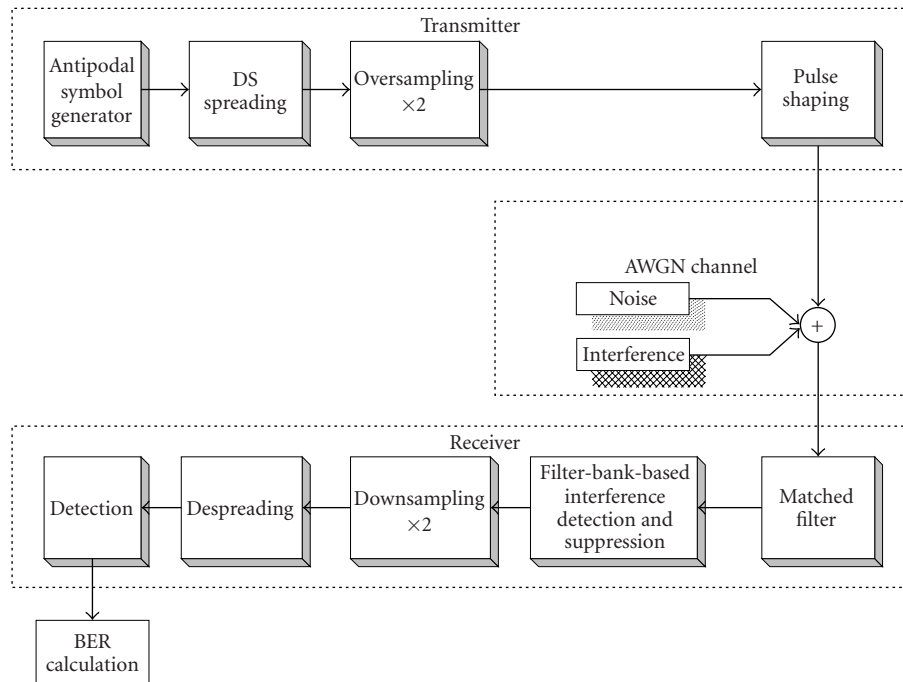 Transmitter
Antipodal
symbol
generator
DS
spreading
Oversampling
×2
Pulse
shaping
AWGN channel
Noise
+
Interference
Receiver
Detection
Despreading
Downsampling
×2
Filter-bank-based
interference
detection and
suppression
Matched
filter
BER
calculation